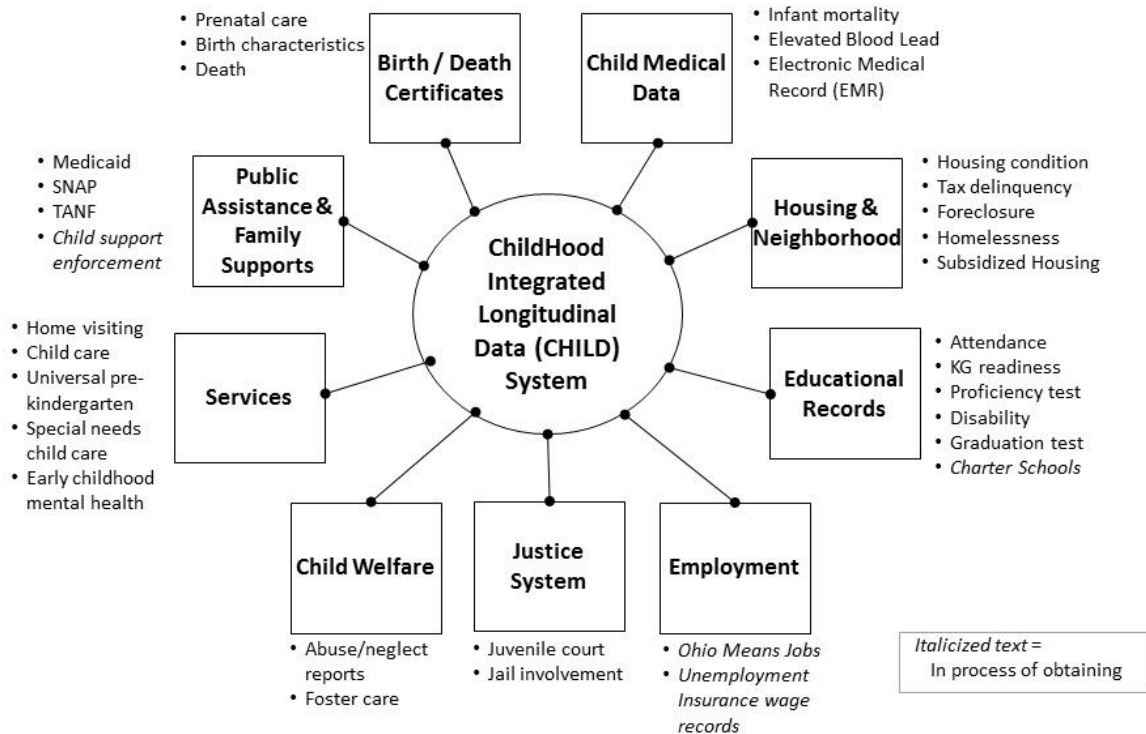 • Prenatal care
• Birth characteristics
• Death
Birth / Death
Certificates
Child Medical
Data
• Infant mortality
• Elevated Blood Lead
• Electronic Medical
Record (EMR)
• Medicaid
• SNAP
• TANF
• Child support
enforcement
Public
Assistance &
Family
Supports
ChildHood
Integrated
Longitudinal
Data (CHILD)
System
Housing &
Neighborhood
• Housing condition
• Tax delinquency
• Foreclosure
• Homelessness
• Subsidized Housing
• Home visiting
• Child care
• Universal pre-
kindergarten
• Special needs
child care
• Early childhood
mental health
Services
Educational
Records
• Attendance
• KG readiness
• Proficiency test
• Disability
• Graduation test
• Charter Schools
Child Welfare
• Abuse/neglect
reports
• Foster care
Justice
System
• Juvenile court
• Jail involvement
Employment
• Ohio Means Jobs
• Unemployment
Insurance wage
records
Italicized text =
In process of obtaining